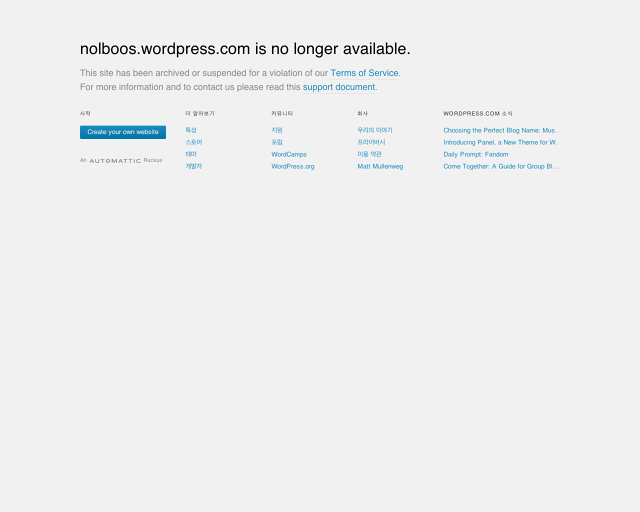 nolboos.wordpress.com is no longer available.
This site has been archived or suspended for a violation of our Terms of Service.
For more information and to contact us please read this support document.
시작
Create your own website
An AUTOMATTIC Ruckus
더 알아보기
특성
스토어
테마
개발자
커뮤니티
지원
포럼
WordCamps
WordPress.org
회사
우리의 이야기
프라이버시
이용 약관
Matt Mullenweg
WORDPRESS.COM 소식
Choosing the Perfect Blog Name: Mus…
Introducing Panel, a New Theme for W…
Daily Prompt: Fandom
Come Together: A Guide for Group Bl…